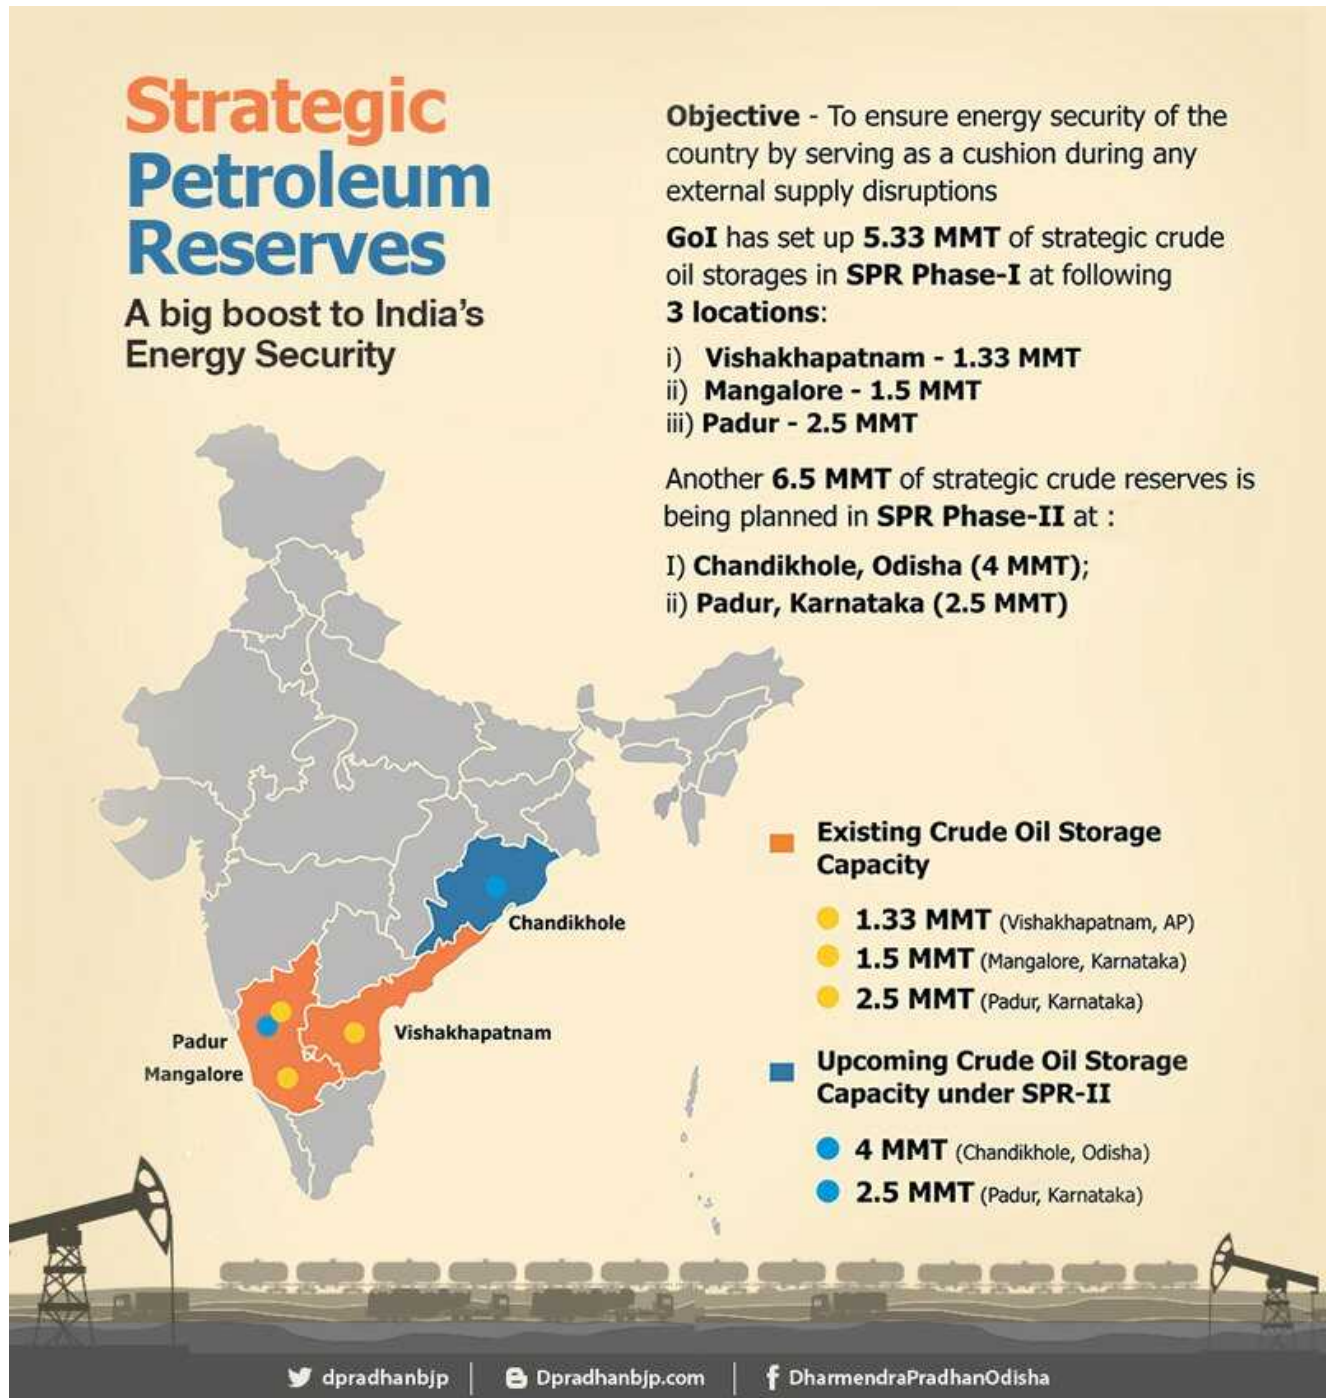 Strategic
Petroleum
Reserves
A big boost to India's
Energy Security
Objective - To ensure energy security of the
country by serving as a cushion during any
external supply disruptions
GoI has set up 5.33 MMT of strategic crude
oil storages in SPR Phase-I at following
3 locations:
i) Vishakhapatnam - 1.33 MMT
ii) Mangalore - 1.5 MMT
iii) Padur - 2.5 MMT
Another 6.5 MMT of strategic crude reserves is
being planned in SPR Phase-II at :
I) Chandikhole, Odisha (4 MMT);
ii) Padur, Karnataka (2.5 MMT)
Chandikhole
Vishakhapatnam
Padur
Mangalore
Existing Crude Oil Storage
Capacity
1.33 MMT (Vishakhapatnam, AP)
1.5 MMT (Mangalore, Karnataka)
2.5 MMT (Padur, Karnataka)
Upcoming Crude Oil Storage
Capacity under SPR-II
4 MMT (Chandikhole, Odisha)
2.5 MMT (Padur, Karnataka)
dpradhanbjp | Dpradhanbjp.com | DharmendraPradhanOdisha